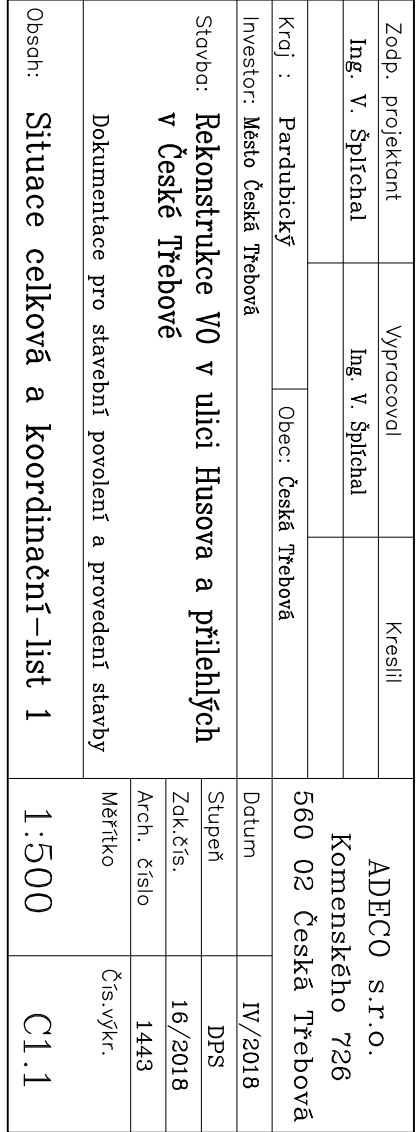 Zodp. projektant Vypracoval Kreslil
Ing. V. Šplíchal Ing. V. Šplíchal
ADECO s.r.o.
Komenského 726
560 02 Česká Třebová
Kraj : Pardubický Obec: Česká Třebová
Investor: Město Česká Třebová
Datum IV/2018
Stavba: Rekonstrukce VO v ulici Husova a přilehlých
v České Třebové
Stupeň DPS
Zak.čís. 16/2018
Arch. číslo 1443
Dokumentace pro stavební povolení a provedení stavby
Měřítko Čís.výkr.
Obsah: Situace celková a koordinační-list 1
1:500 C1.1